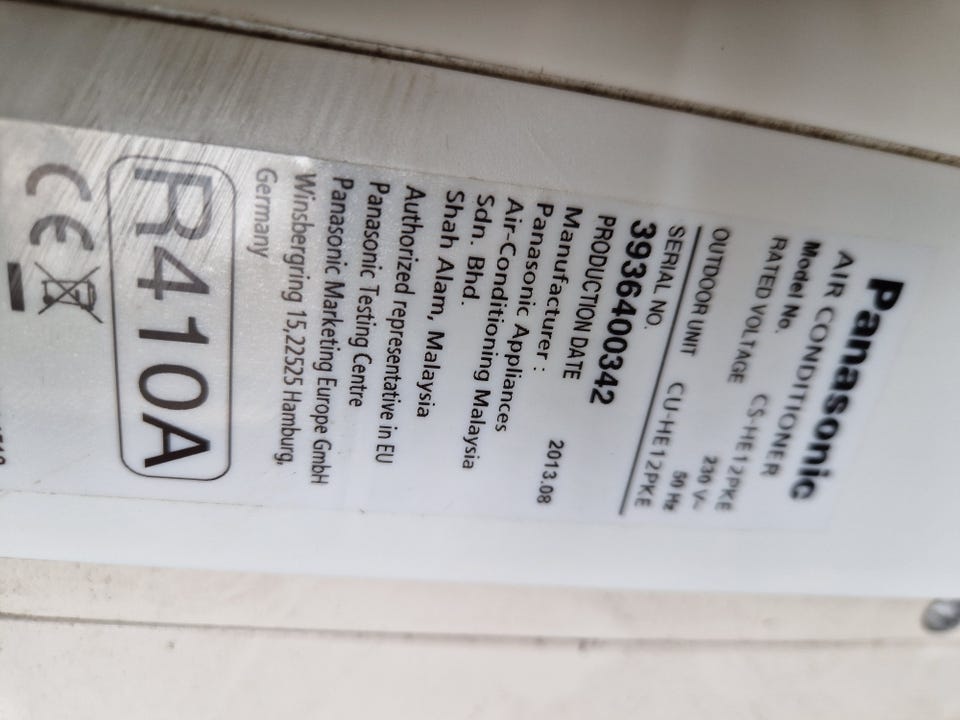 Panasonic
AIR CONDITIONER
Model No. CS-HE12PKE
RATED VOLTAGE 230 V~
50 Hz
OUTDOOR UNIT CU-HE12PKE
SERIAL NO.
3936400342
PRODUCTION DATE
Manufacture DATE 2013.08
Panasonic Manufacturer :
Air-Conditioning Appliances
Sdn. Bhd. Malaysia
Shah Alam, Malaysia
Authorized representative in EU
Panasonic Testing Centre
Panasonic Marketing Europe GmbH
Winsbergring 15,22525 Hamburg,
Germany
R410A
CE